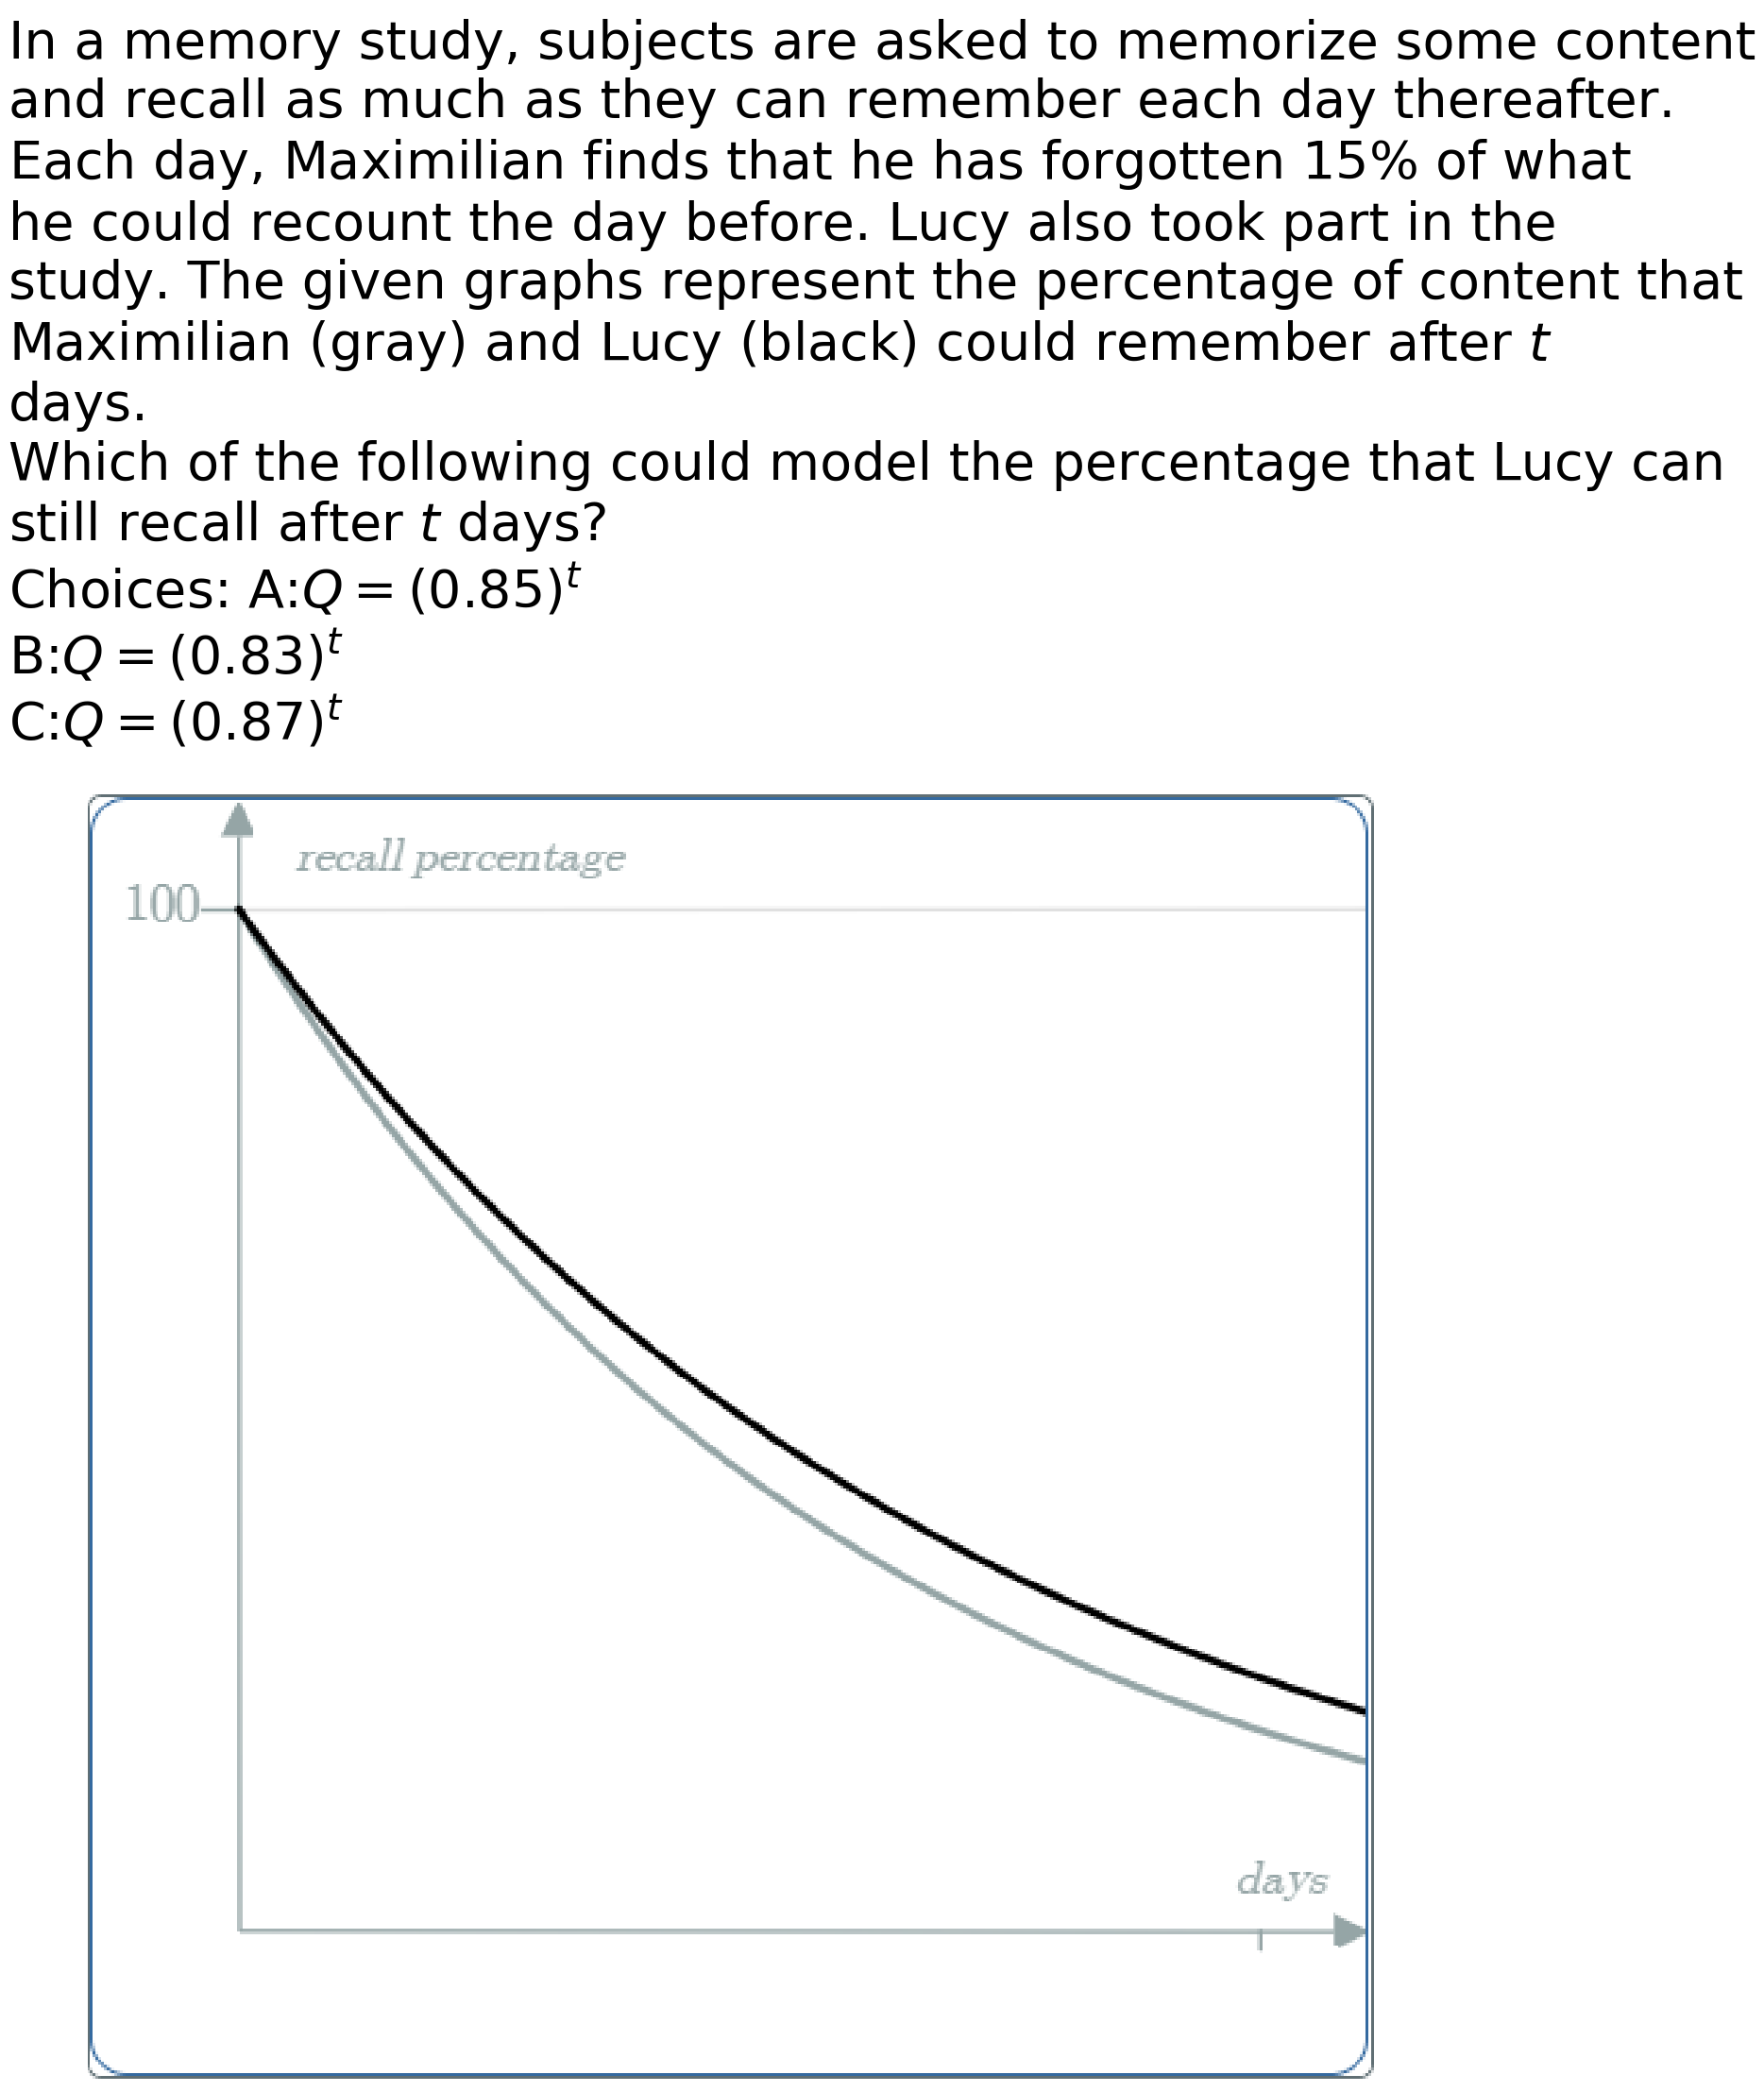 In a memory study, subjects are asked to memorize some content
and recall as much as they can remember each day thereafter.
Each day, Maximilian finds that he has forgotten 15% of what
he could recount the day before. Lucy also took part in the
study. The given graphs represent the percentage of content that
Maximilian (gray) and Lucy (black) could remember after t
days.
Which of the following could model the percentage that Lucy can
still recall after t days?
Choices: A:Q = (0.85)^t
B:Q = (0.83)^t
C:Q = (0.87)^t
recall percentage
100
days